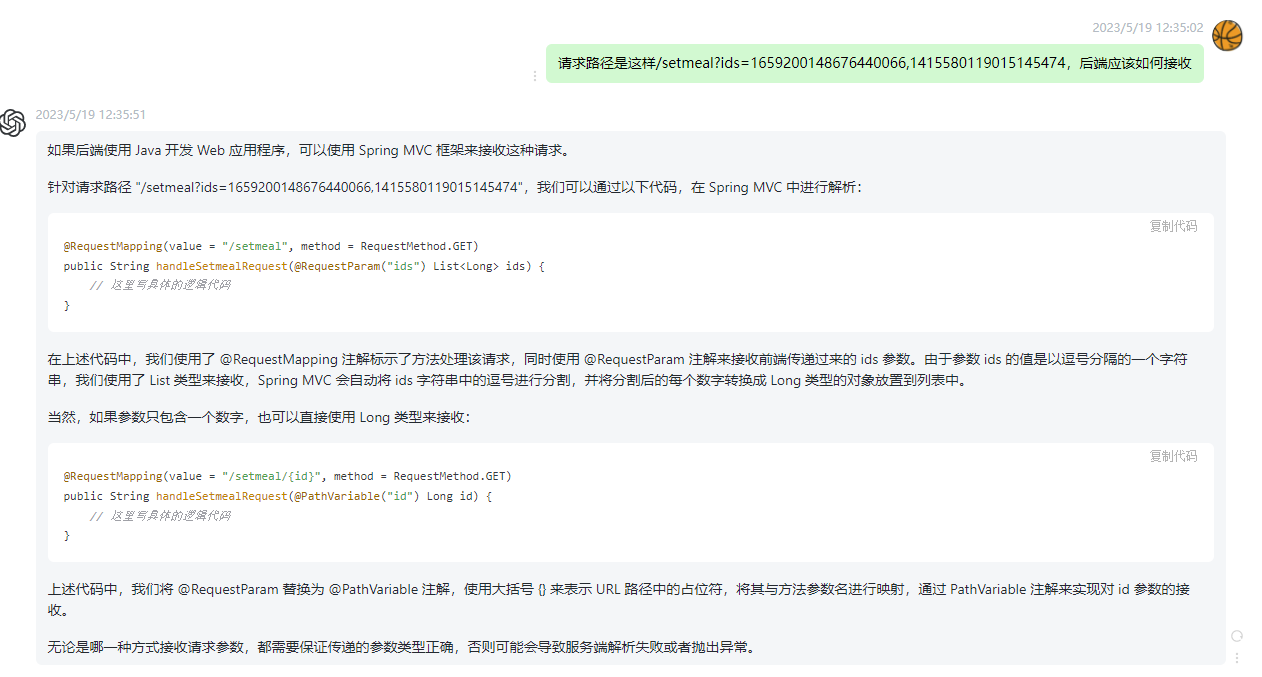 2023/5/19 12:35:02
请求路径是这样/setmeal?ids=1659200148676440066,1415580119015145474，后端应该如何接收
2023/5/19 12:35:51
如果后端使用 Java 开发 Web 应用程序，可以使用 Spring MVC 框架来接收这种请求。
针对请求路径 "/setmeal?ids=1659200148676440066,1415580119015145474"，我们可以通过以下代码，在 Spring MVC 中进行解析：
复制代码
@RequestMapping(value = "/setmeal", method = RequestMethod.GET)
public String handleSetmealRequest(@RequestParam("ids") List<Long> ids) {
// 这里写具体的逻辑代码
}
在上述代码中，我们使用了 @RequestMapping 注解标示了方法处理该请求，同时使用 @RequestParam 注解来接收前端传递过来的 ids 参数。由于参数 ids 的值是以逗号分隔的一个字符
串，我们使用了 List 类型来接收，Spring MVC 会自动将 ids 字符串中的逗号进行分割，并将分割后的每个数字转换成 Long 类型的对象放置到列表中。
当然，如果参数只包含一个数字，也可以直接使用 Long 类型来接收：
复制代码
@RequestMapping(value = "/setmeal/{id}", method = RequestMethod.GET)
public String handleSetmealRequest(@PathVariable("id") Long id) {
// 这里写具体的逻辑代码
}
上述代码中，我们将 @RequestParam 替换为 @PathVariable 注解，使用大括号 {} 来表示 URL 路径中的占位符，将其与方法参数名进行映射，通过 PathVariable 注解来实现对 id 参数的接
收。
无论是哪一种方式接收请求参数，都需要保证传递的参数类型正确，否则可能会导致服务端解析失败或者抛出异常。